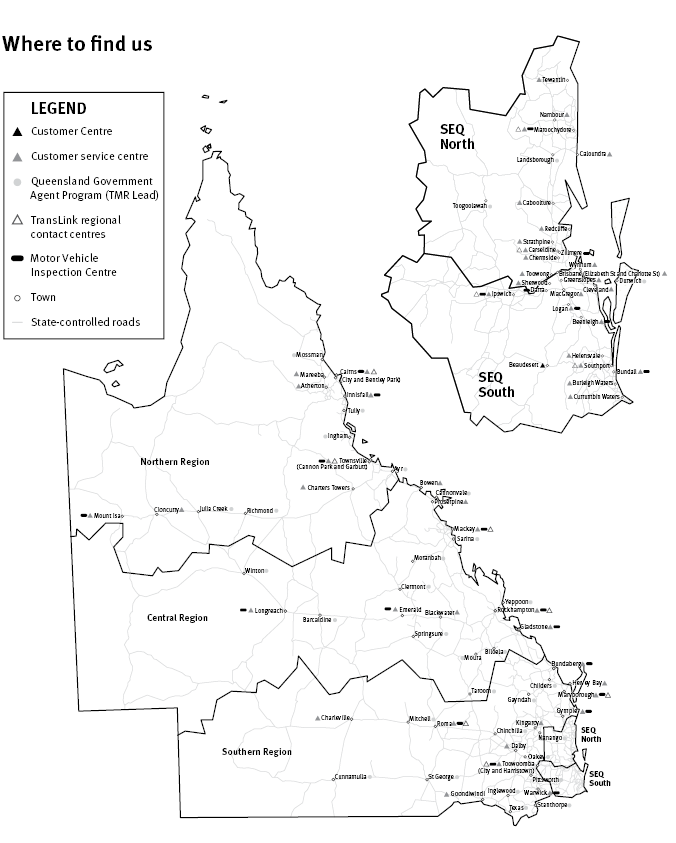 Where to find us
LEGEND
Customer Centre
Customer service centre
Queensland Government
Agent Program (TMR Lead)
TransLink regional
contact centres
Motor Vehicle
Inspection Centre
Town
State-controlled roads
SEQ
North
Tewantin
Nambour
Maroochydore
Landsborough
Caloundra
Toogoolawah
Caboolture
Redcliffe
Strathpine
Carseldine
Zillmere
Chermside
Wynnum
Toowong
Brisbane (Elizabeth St and Charlotte St)
Sherwood
Greenslopes
Dunwich
Darra
Cleveland
Ipswich
MacGregor
Logan
Beenleigh
Helensvale
Beaudesert
Southport
Bundall
SEQ
South
Burleigh Waters
Currumbin Waters
Mossman
Mareeba
Cairns
(City and Bentley Park)
Atherton
Innisfail
Tully
Ingham
Northern Region
Townsville
(Cannon Park and Garbutt)
Ayr
Charters Towers
Bowen
Cannonvale
Proserpine
Mount Isa
Cloncurry
Julia Creek
Richmond
Mackay
Sarina
Moranbah
Winton
Clermont
Central Region
Longreach
Barcaldine
Emerald
Blackwater
Yeppoon
Rockhampton
Gladstone
Springsure
Moura
Biloela
Bundaberg
Taroom
Childers
Hervey Bay
Gayndah
Maryborough
Gympie
Charleville
Mitchell
Roma
Kingaroy
Chinchilla
Nanango
SEQ
North
Southern Region
Dalby
Oakey
Toowoomba
(City and Harristown)
SEQ
South
Cunnamulla
St George
Pittsworth
Goondiwindi
Inglewood
Warwick
Texas
Stanthorpe